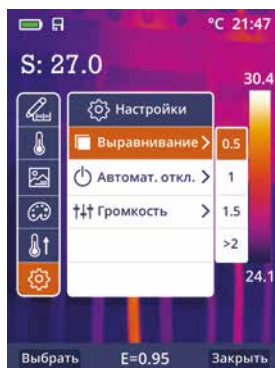 °C 21:47
S: 27.0
30.4
Настройки
Выравнивание > 0.5
Автомат. откл. > 1
Громкость > 1.5
>2
24.1
Выбрать E=0.95 Закрыть